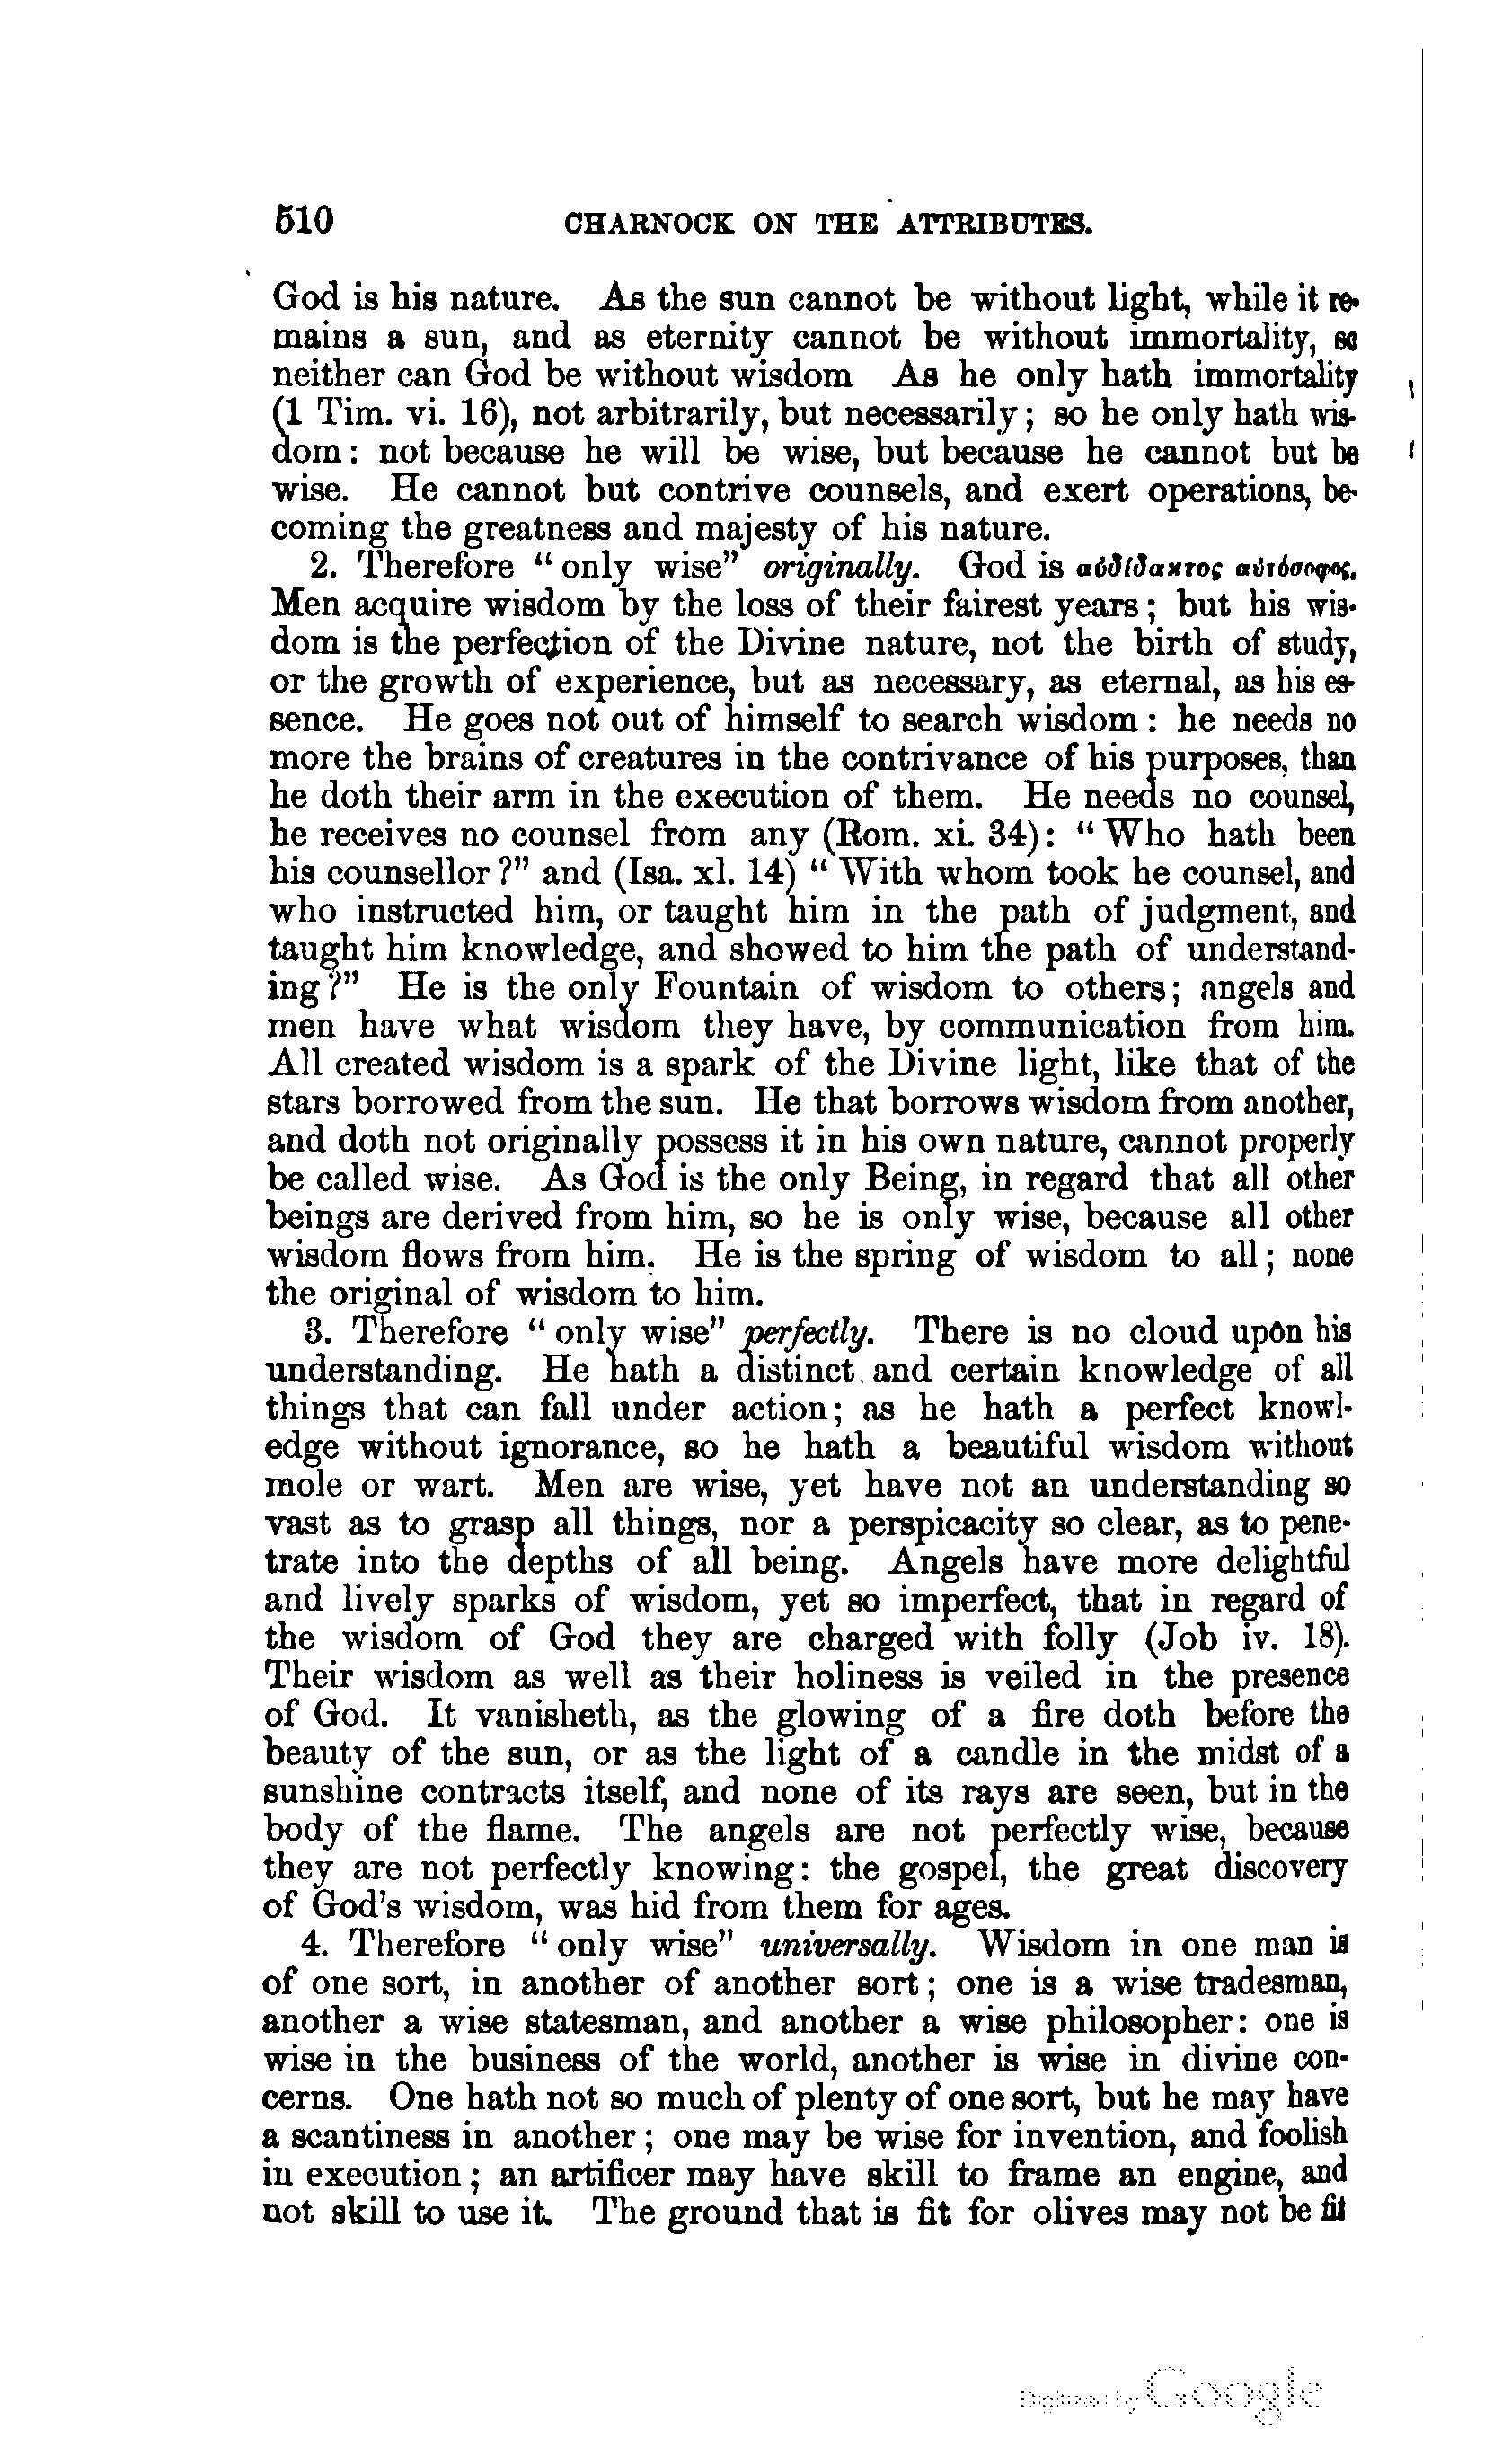 510 CHARNOCK ON THE ATTRIBUTES.
God is his nature. As the sun cannot be without light, while it re-
mains a sun, and as eternity cannot be without immortality, so
neither can God be without wisdom As he only hath immortality
(1 Tim. vi. 16), not arbitrarily, but necessarily; so he only hath wis-
dom: not because he will be wise, but because he cannot but be
wise. He cannot but contrive counsels, and exert operations, be-
coming the greatness and majesty of his nature.
2. Therefore "only wise" originally. God is αὀδίδακτος αὐτόσοφος.
Men acquire wisdom by the loss of their fairest years; but his wis-
dom is the perfection of the Divine nature, not the birth of study,
or the growth of experience, but as necessary, as eternal, as his es-
sence. He goes not out of himself to search wisdom: he needs no
more the brains of creatures in the contrivance of his purposes, than
he doth their arm in the execution of them. He needs no counsel,
he receives no counsel from any (Rom. xi. 34): "Who hath been
his counsellor?" and (Isa. xl. 14) "With whom took he counsel, and
who instructed him, or taught him in the path of judgment, and
taught him knowledge, and showed to him the path of understand-
ing?" He is the only Fountain of wisdom to others; angels and
men have what wisdom they have, by communication from him.
All created wisdom is a spark of the Divine light, like that of the
stars borrowed from the sun. He that borrows wisdom from another,
and doth not originally possess it in his own nature, cannot properly
be called wise. As God is the only Being, in regard that all other
beings are derived from him, so he is only wise, because all other
wisdom flows from him. He is the spring of wisdom to all; none
the original of wisdom to him.
3. Therefore "only wise" perfectly. There is no cloud upon his
understanding. He hath a distinct and certain knowledge of all
things that can fall under action; as he hath a perfect knowl-
edge without ignorance, so he hath a beautiful wisdom without
mole or wart. Men are wise, yet have not an understanding so
vast as to grasp all things, nor a perspicacity so clear, as to pene-
trate into the depths of all being. Angels have more delightful
and lively sparks of wisdom, yet so imperfect, that in regard of
the wisdom of God they are charged with folly (Job iv. 18).
Their wisdom as well as their holiness is veiled in the presence
of God. It vanisheth, as the glowing of a fire doth before the
beauty of the sun, or as the light of a candle in the midst of a
sunshine contracts itself, and none of its rays are seen, but in the
body of the flame. The angels are not perfectly wise, because
they are not perfectly knowing: the gospel, the great discovery
of God's wisdom, was hid from them for ages.
4. Therefore "only wise" universally. Wisdom in one man is
of one sort, in another of another sort; one is a wise tradesman,
another a wise statesman, and another a wise philosopher: one is
wise in the business of the world, another is wise in divine con-
cerns. One hath not so much of plenty of one sort, but he may have
a scantiness in another; one may be wise for invention, and foolish
in execution; an artificer may have skill to frame an engine, and
not skill to use it. The ground that is fit for olives may not be fit
Digitized by Google